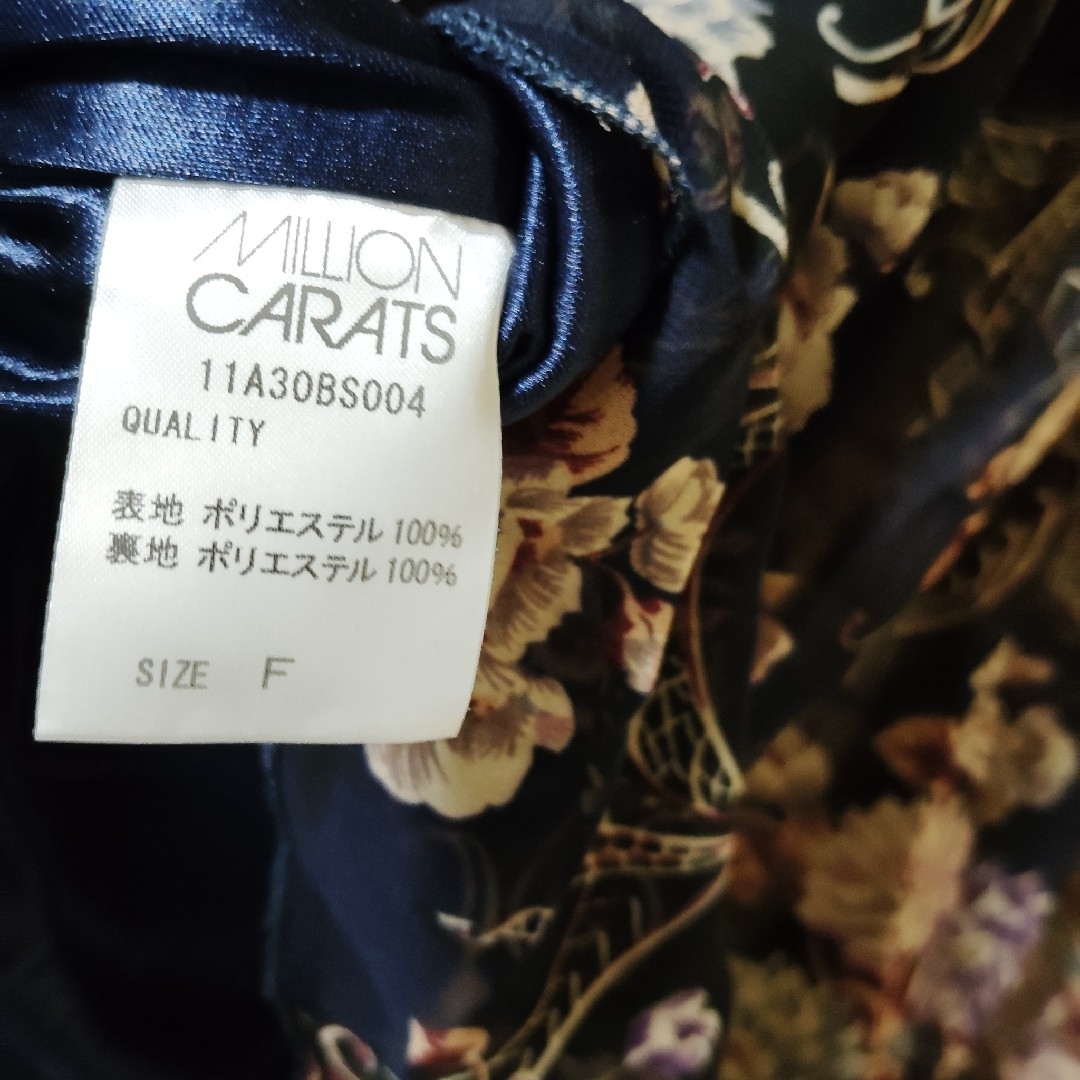 MILLION
CARATS
11A30BS004
QUALITY
表地 ポリエステル 100%
裏地 ポリエステル 100%
SIZE F